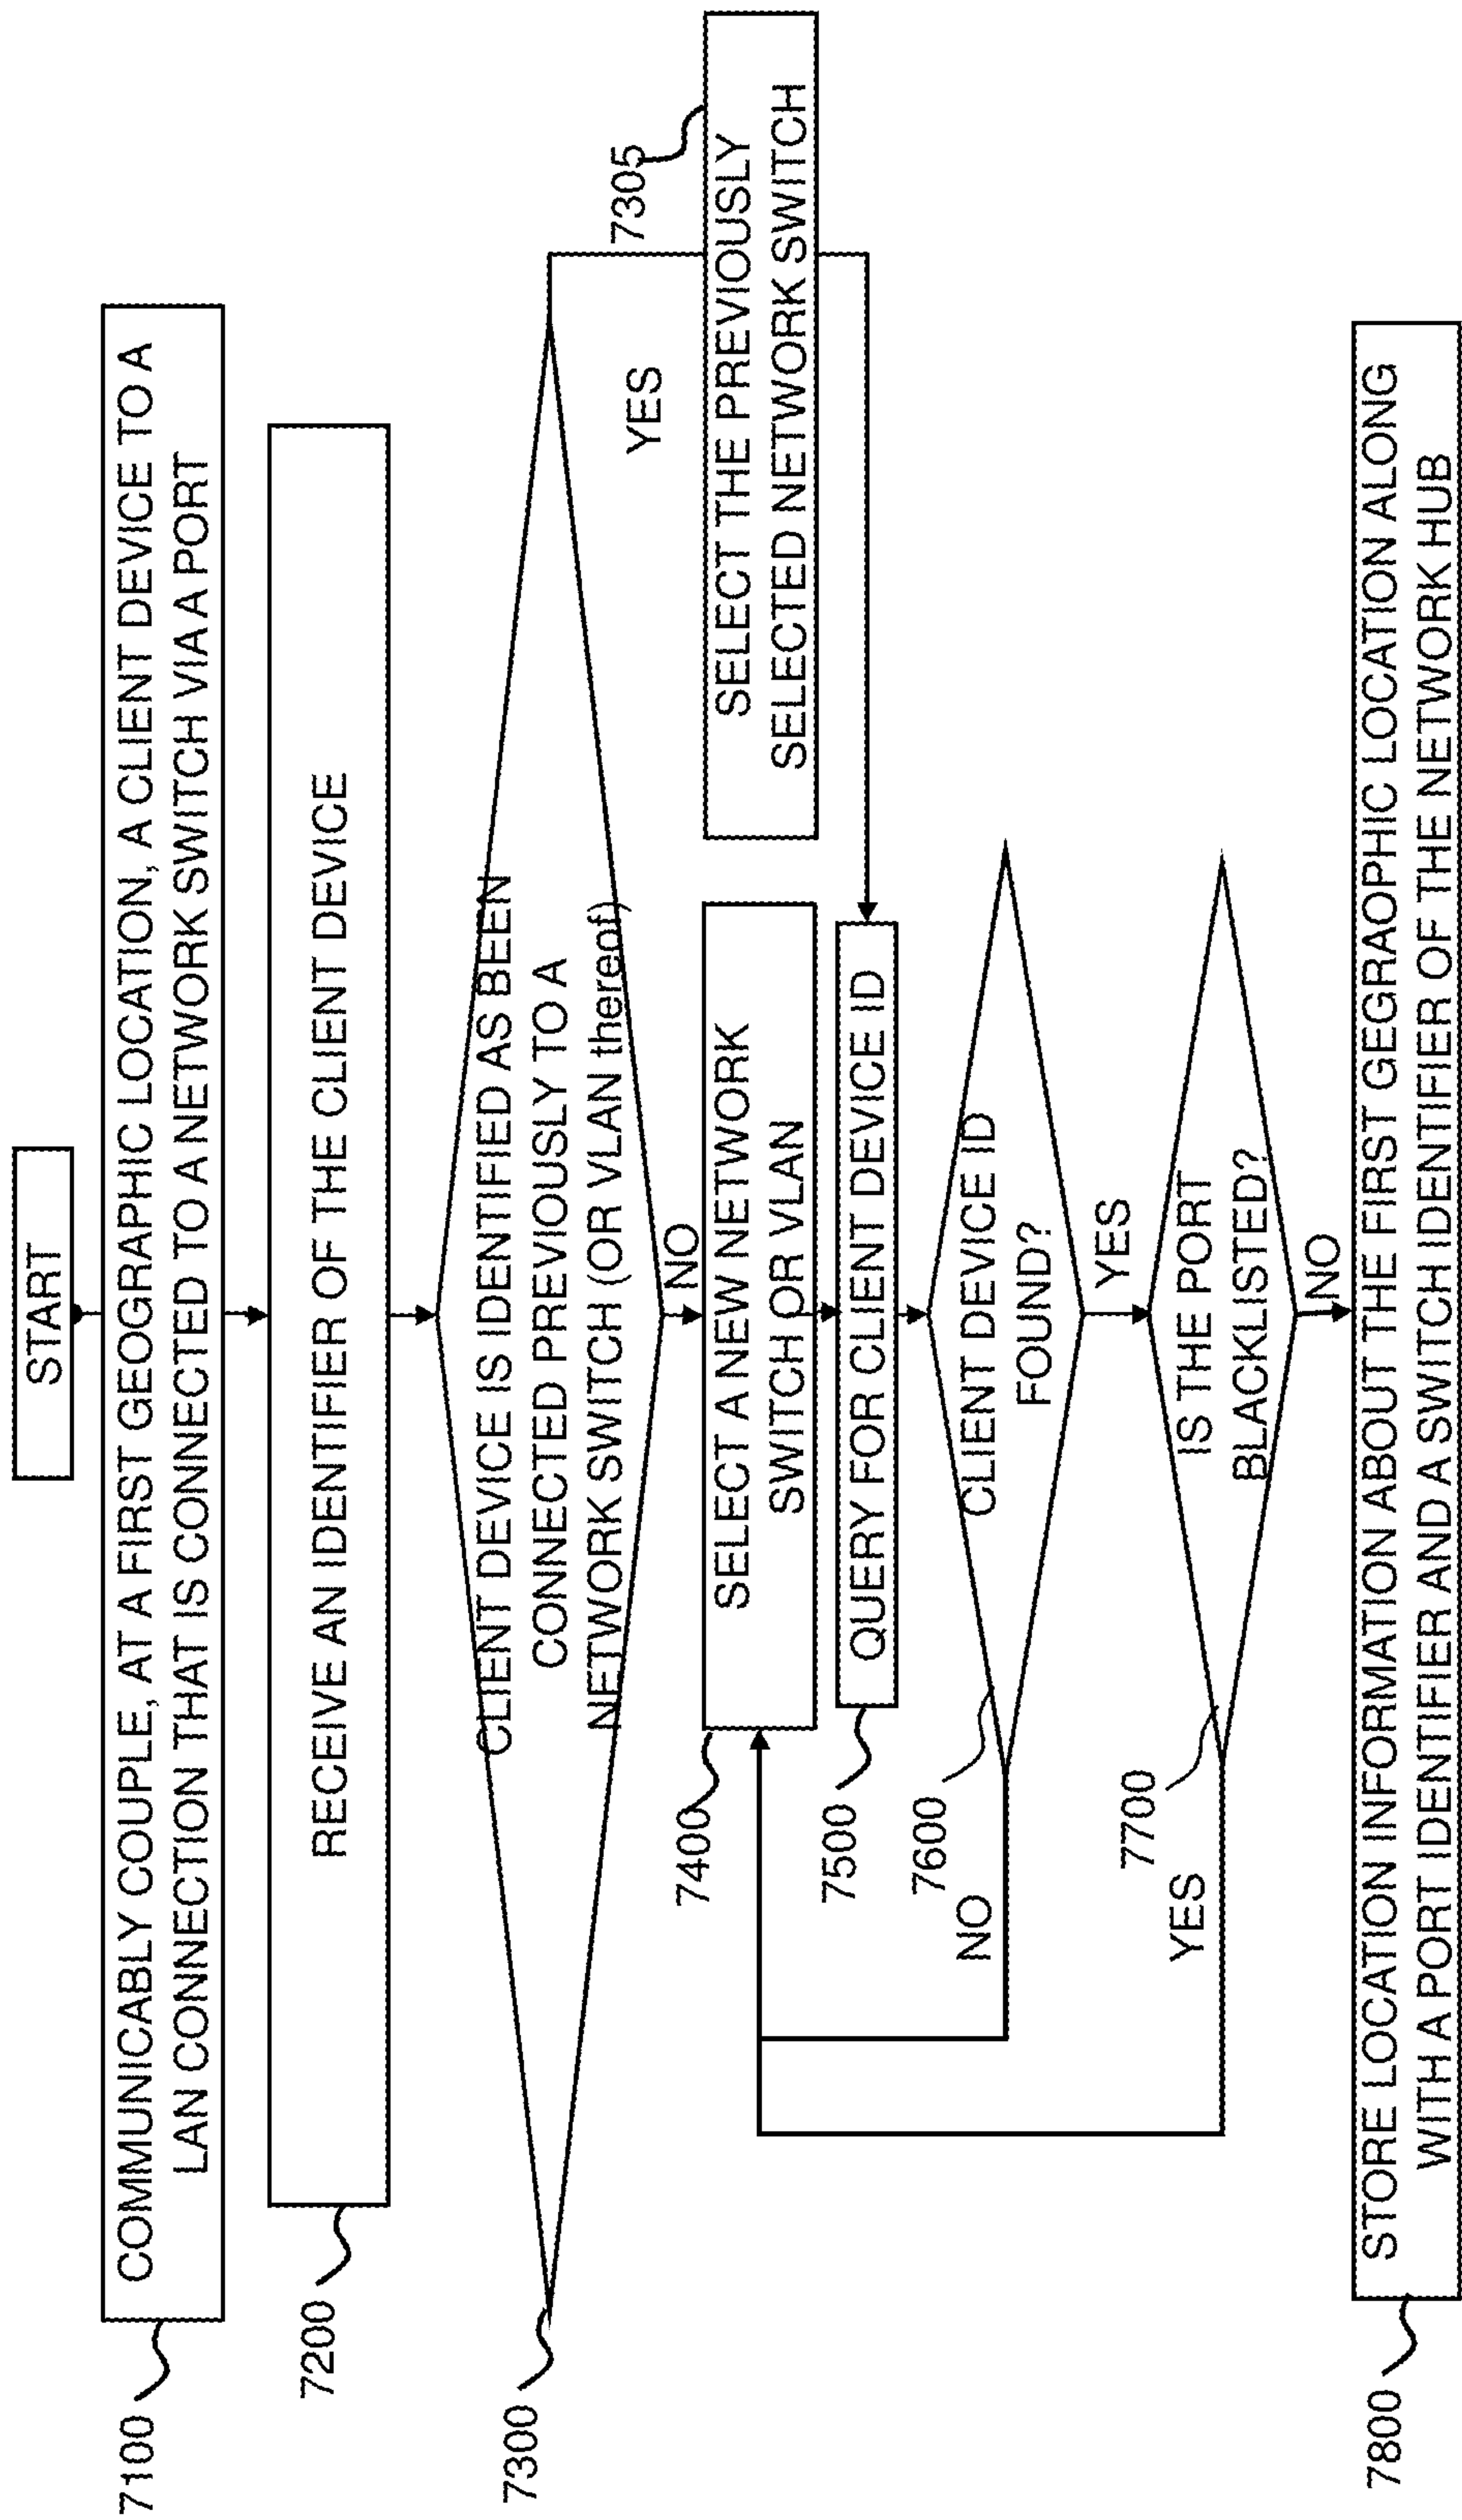 START
7100
COMMUNICABLY COUPLE, AT A FIRST GEOGRAPHIC LOCATION, A CLIENT DEVICE TO A
LAN CONNECTION THAT IS CONNECTED TO A NETWORK SWITCH VIA A PORT
7200
RECEIVE AN IDENTIFIER OF THE CLIENT DEVICE
7300
CLIENT DEVICE IS IDENTIFIED AS BEEN
CONNECTED PREVIOUSLY TO A
NETWORK SWITCH (OR VLAN thereof)
YES
7305
NO
SELECT THE PREVIOUSLY
SELECTED NETWORK SWITCH
7400
SELECT A NEW NETWORK
SWITCH OR VLAN
7500
QUERY FOR CLIENT DEVICE ID
7600
NO
CLIENT DEVICE ID
FOUND?
YES
7700
YES
IS THE PORT
BLACKLISTED?
NO
7800
STORE LOCATION INFORMATION ABOUT THE FIRST GEGRAOPHIC LOCATION ALONG
WITH A PORT IDENTIFIER AND A SWITCH IDENTIFIER OF THE NETWORK HUB